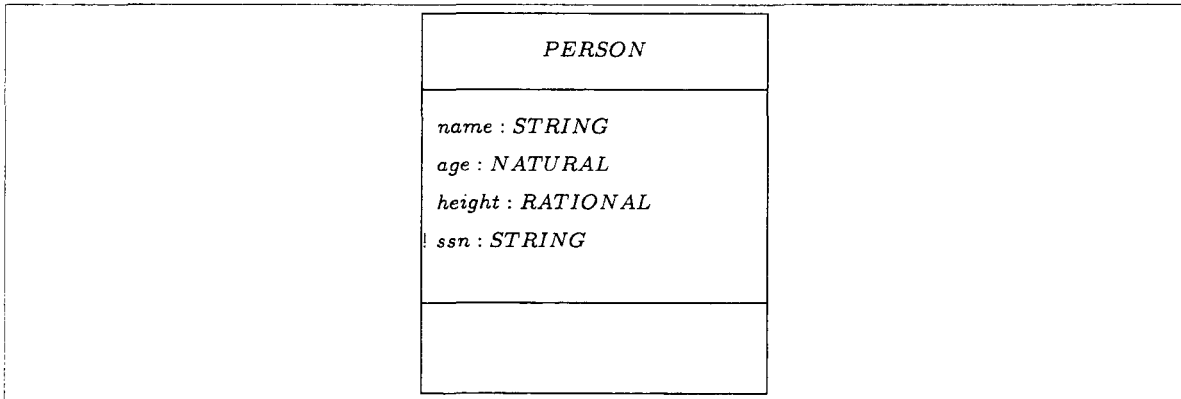 PERSON
name : STRING
age : NATURAL
height : RATIONAL
ssn : STRING